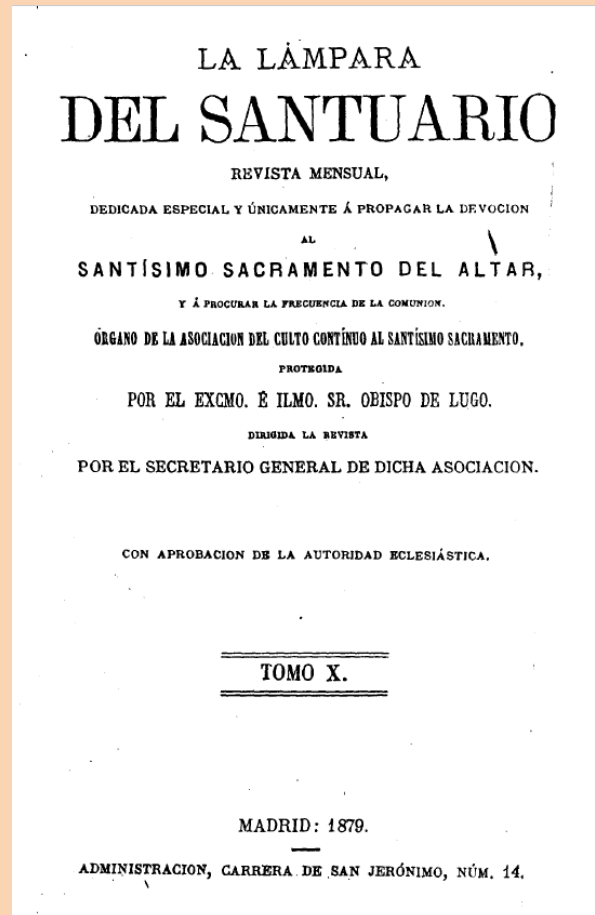 LA LÁMPARA
DEL SANTUARIO
REVISTA MENSUAL,
DEDICADA ESPECIAL Y ÚNICAMENTE Á PROPAGAR LA DEVOCION
AL
SANTÍSIMO SACRAMENTO DEL ALTAR,
Y Á PROCURAR LA FRECUENCIA DE LA COMUNION.
ÓRGANO DE LA ASOCIACION DEL CULTO CONTÍNUO AL SANTÍSIMO SACRAMENTO,
PROTEGIDA
POR EL EXCMO. É ILMO. SR. OBISPO DE LUGO.
DIRIGIDA LA REVISTA
POR EL SECRETARIO GENERAL DE DICHA ASOCIACION.
CON APROBACION DE LA AUTORIDAD ECLESIÁSTICA.
TOMO X.
MADRID: 1879.
ADMINISTRACION, CARRERA DE SAN JERÓNIMO, NÚM. 14.